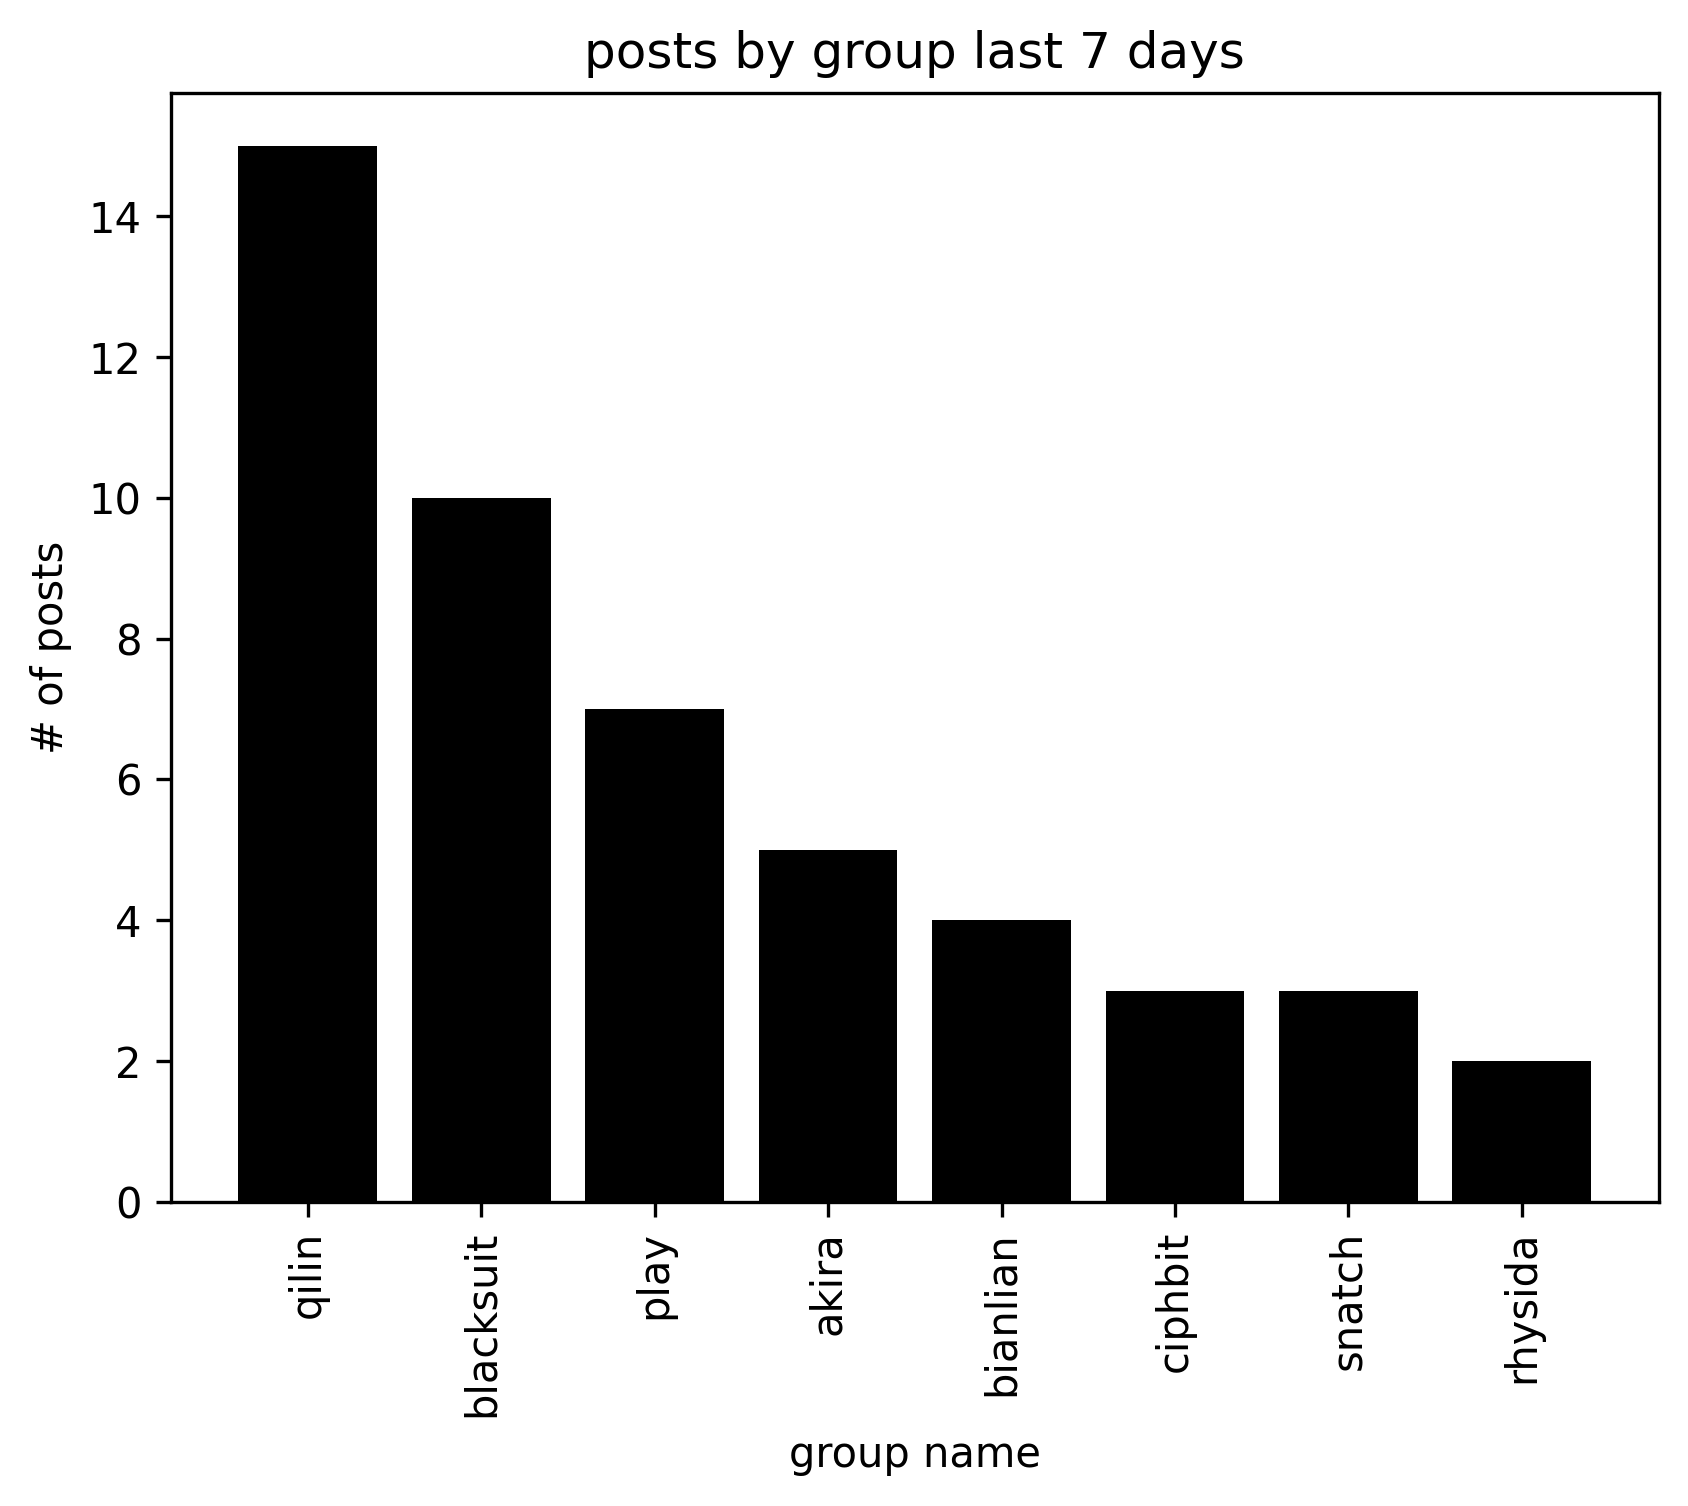 posts by group last 7 days
# of posts
14
12
10
8
6
4
2
0
qilin
blacksuit
play
akira
bianlian
ciphbit
snatch
rhysida
group name